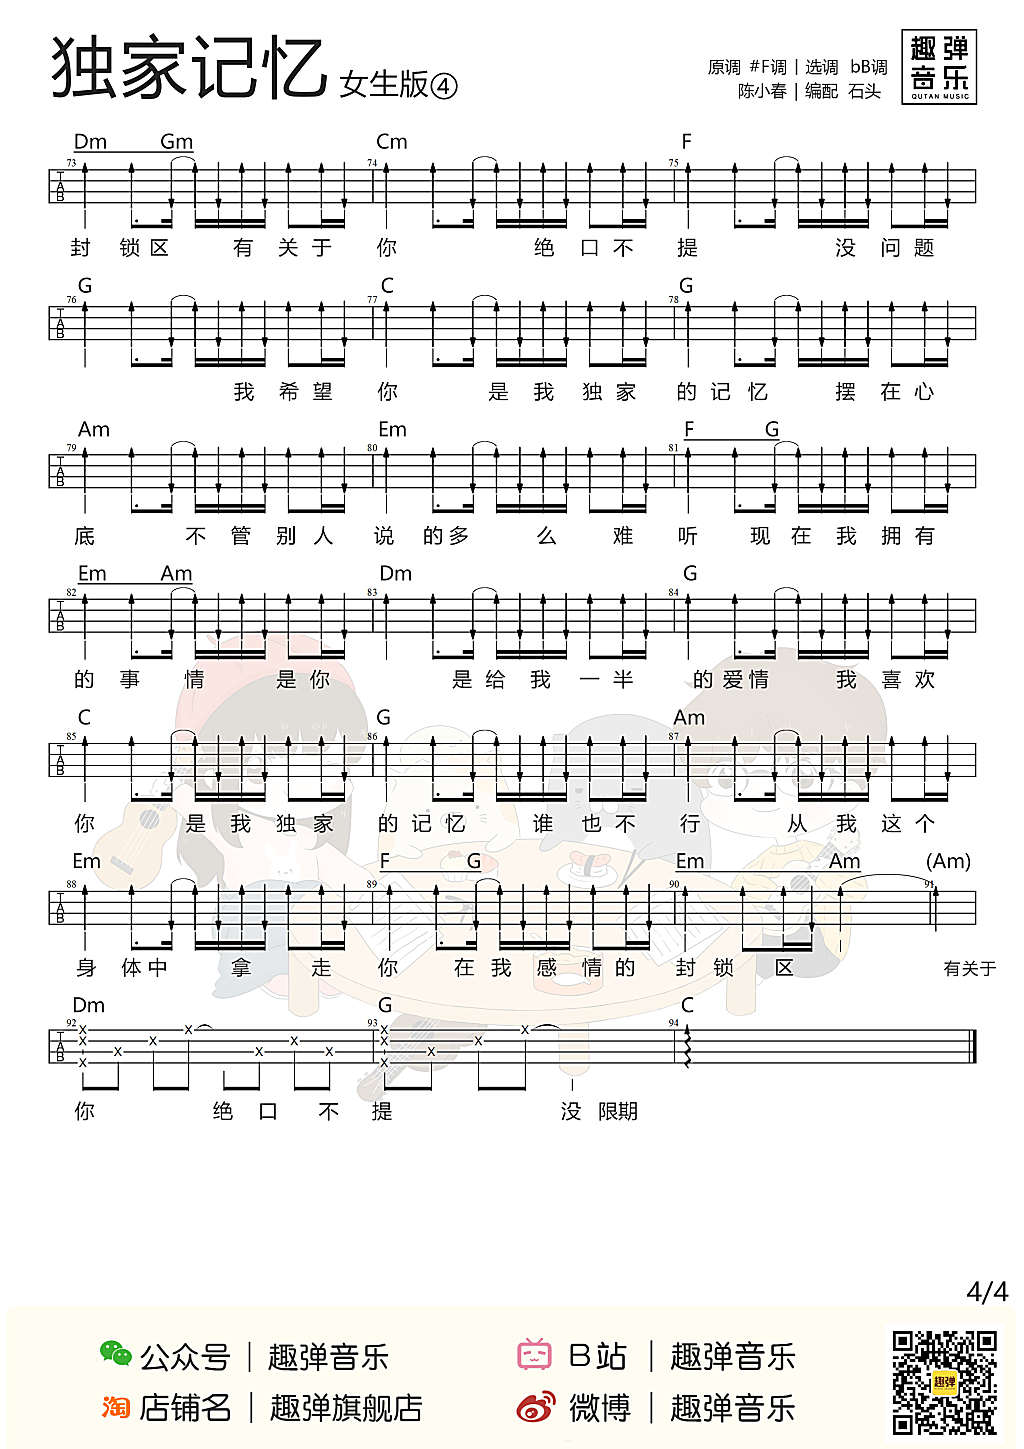 独家记忆 女生版④
原调 #F调 | 选调 bB调
陈小春 | 编配 石头
趣弹
音乐
QUTAN MUSIC
Dm Gm Cm F
73 74 75
T A B
封 锁 区 有 关 于 你 绝 口 不 提 没 问 题
G C G
76 77 78
T A B
我 希 望 你 是 我 独 家 的 记 忆 摆 在 心
Am Em F G
79 80 81
T A B
底 不 管 别 人 说 的 多 么 难 听 现 在 我 拥 有
Em Am Dm G
82 83 84
T A B
的 事 情 是 你 是 给 我 一 半 的 爱 情 我 喜 欢
C G Am
85 86 87
T A B
你 是 我 独 家 的 记 忆 谁 也 不 行 从 我 这 个
Em F G Em Am (Am)
88 89 90 91
T A B
身 体 中 拿 走 你 在 我 感 情 的 封 锁 区 有关于
Dm G C
92 93 94
T A B
你 绝 口 不 提 没 限期
4/4
公众号 | 趣弹音乐
B站 | 趣弹音乐
淘 店铺名 | 趣弹旗舰店
微博 | 趣弹音乐
趣弹